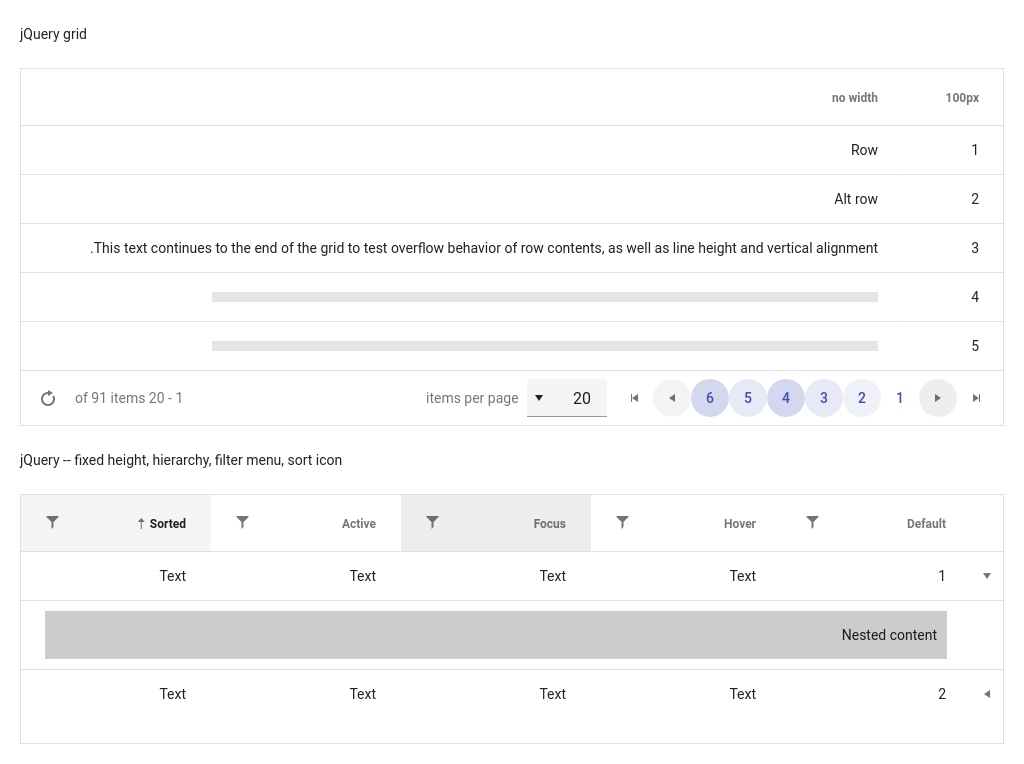 jQuery grid
100px no width
1 Row
2 Alt row
3 This text continues to the end of the grid to test overflow behavior of row contents, as well as line height and vertical alignment.
4
5
1 2 3 4 5 6 20 items per page 1 - 20 of 91 items
jQuery -- fixed height, hierarchy, filter menu, sort icon
Default Hover Focus Active Sorted ↑
1 Text Text Text Text
Nested content
2 Text Text Text Text